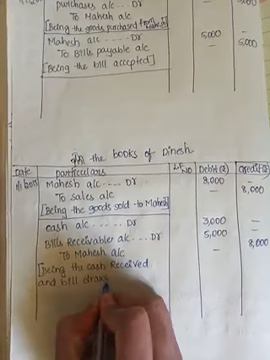 purchases a/c... Dr
To Mahesh a/c
[Being the goods purchased from Mahesh]
Mahesh a/c ..... Dr 5,000 —
To Bills payable a/c — 5,000
[Being the bill accepted]
In the books of Dinesh
Date particulars L.F. NO Debit(₹) Credit(₹)
Mahesh a/c ..... Dr 8,000 —
To sales a/c — 8,000
[Being the goods sold to Mahesh]
cash a/c ..... Dr 3,000 —
Bills Receivable a/c ... Dr 5,000 —
To Mahesh a/c — 8,000
[Being the cash Received
and bill draw